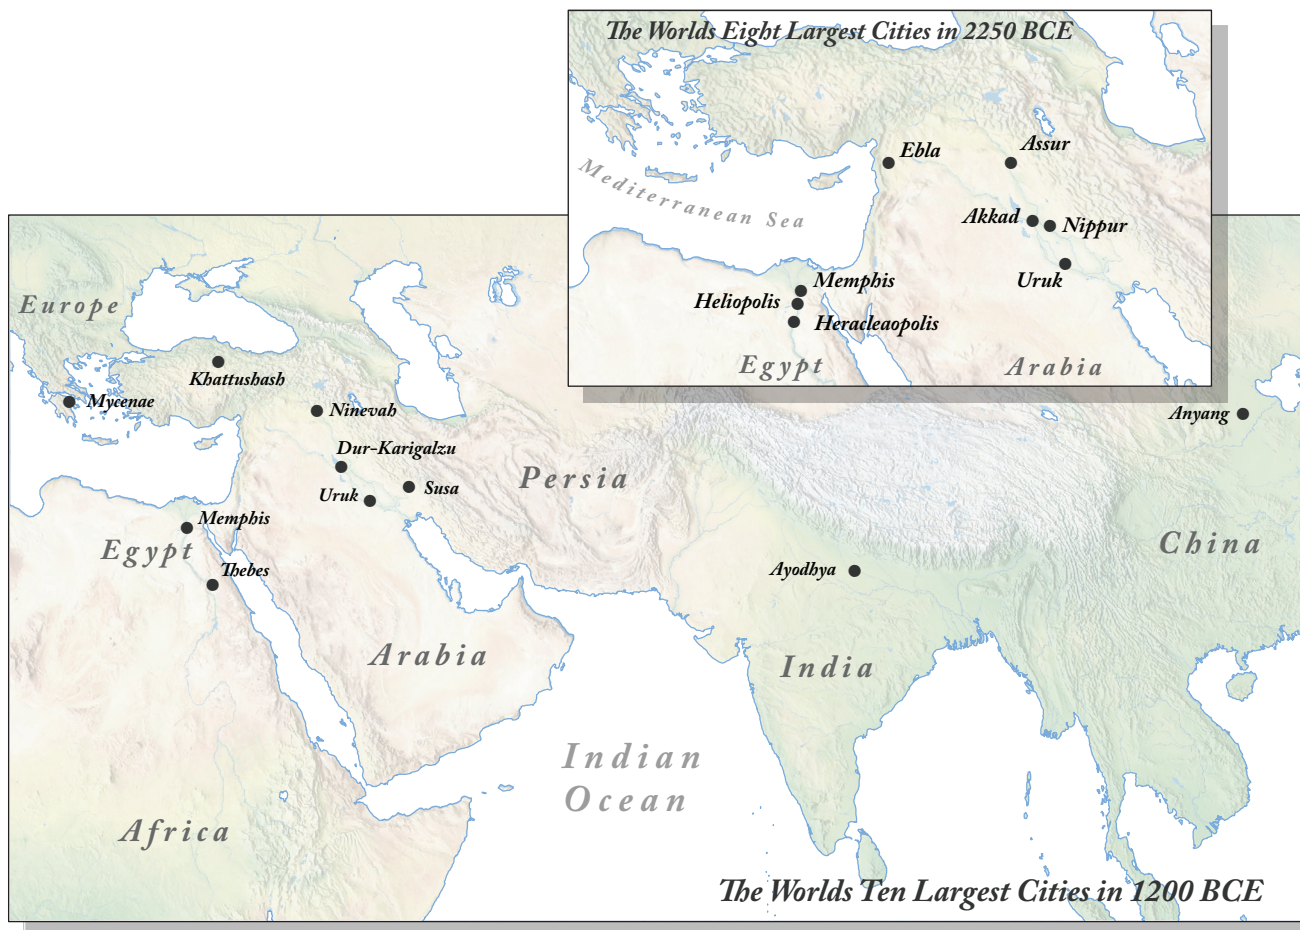 The Worlds Eight Largest Cities in 2250 BCE
Ebla
Assur
Mediterranean Sea
Akkad
Nippur
Uruk
Memphis
Heliopolis
Heracleaopolis
Egypt
Arabia
Europe
Khattushash
Mycenae
Ninevah
Anyang
Dur-Karigalzu
Persia
Uruk
Susa
Memphis
Egypt
China
Thebes
Ayodhya
Arabia
India
Indian
Ocean
Africa
The Worlds Ten Largest Cities in 1200 BCE